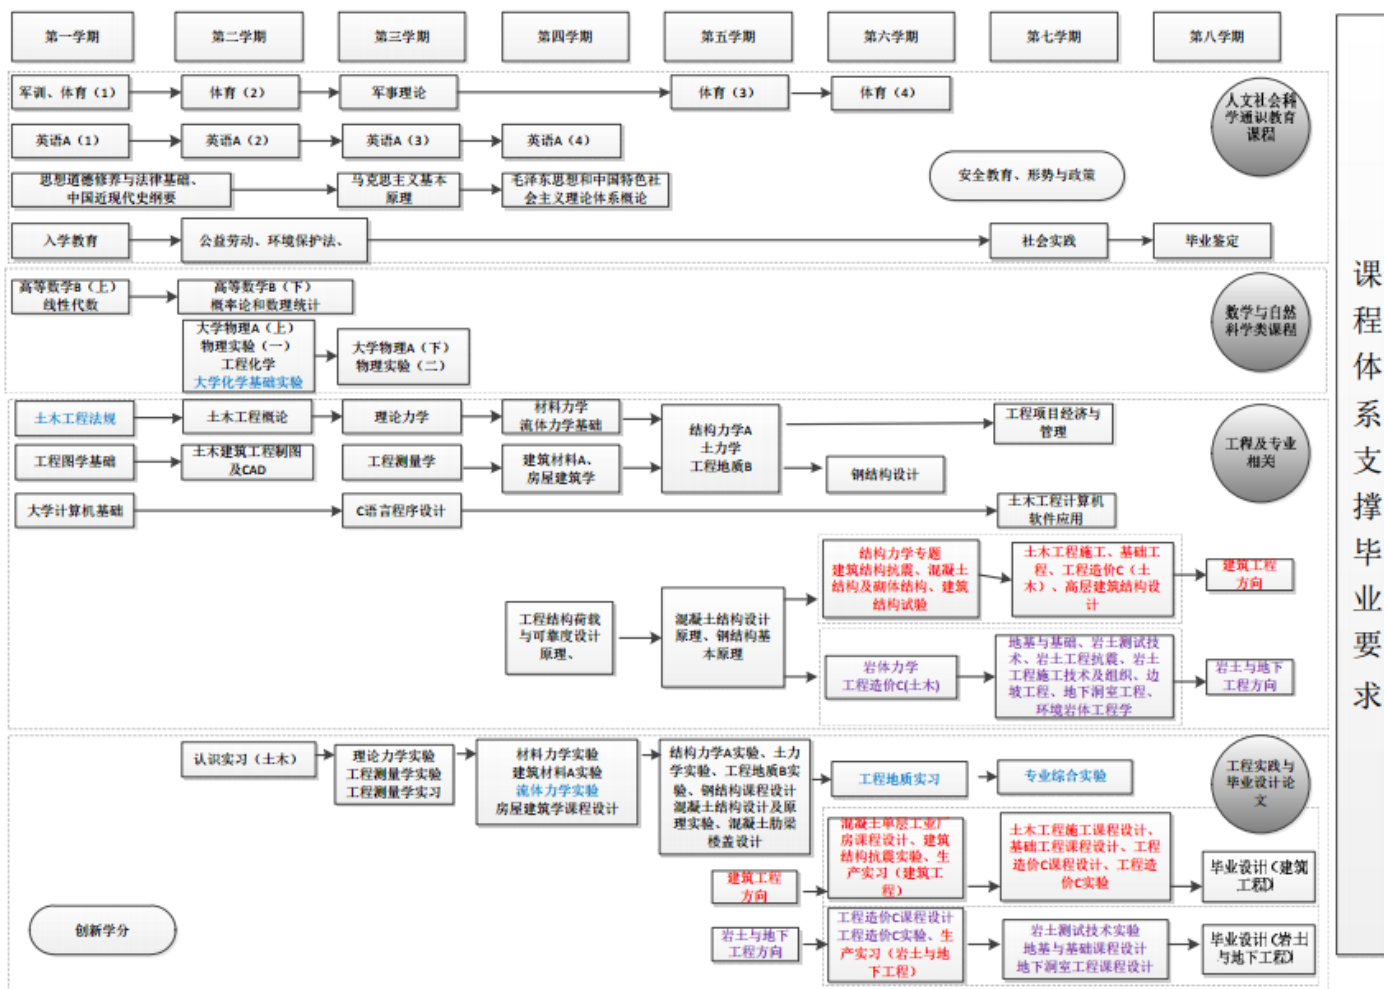 第一学期
第二学期
第三学期
第四学期
第五学期
第六学期
第七学期
第八学期
军训、体育（1）
体育（2）
军事理论
体育（3）
体育（4）
人文社会科
学通识教育
课程
英语A（1）
英语A（2）
英语A（3）
英语A（4）
思想道德修养与法律基础、
中国近现代史纲要
马克思主义基本
原理
毛泽东思想和中国特色社
会主义理论体系概论
安全教育、形势与政策
入学教育
公益劳动、环境保护法、
社会实践
毕业鉴定
高等数学B（上）
线性代数
高等数学B（下）
概率论和数理统计
大学物理A（上）
物理实验（一）
工程化学
大学化学基础实验
大学物理A（下）
物理实验（二）
数学与自然
科学类课程
土木工程法规
土木工程概论
理论力学
材料力学
流体力学基础
结构力学A
土力学
工程地质B
工程项目经济与
管理
工程及专业
相关
工程图学基础
土木建筑工程制图
及CAD
工程测量学
建筑材料A、
房屋建筑学
钢结构设计
大学计算机基础
C语言程序设计
土木工程计算机
软件应用
工程结构荷载
与可靠度设计
原理、
混凝土结构设计
原理、钢结构基
本原理
结构力学专题
建筑结构抗震、混凝土
结构及砌体结构、建筑
结构试验
土木工程施工、基础工
程、工程造价C（土
木）、高层建筑结构设
计
建筑工程
方向
岩体力学
工程造价C(土木)
地基与基础、岩土测试技
术、岩土工程抗震、岩土
工程施工技术及组织、边
坡工程、地下洞室工程、
环境岩体工程学
岩土与地下
工程方向
认识实习（土木）
理论力学实验
工程测量学实验
工程测量学实习
材料力学实验
建筑材料A实验
流体力学实验
房屋建筑学课程设计
结构力学A实验、土力
学实验、工程地质B实
验、钢结构课程设计
混凝土结构设计及原
理实验、混凝土肋梁
楼盖设计
工程地质实习
专业综合实验
工程实践与
毕业设计论
文
建筑工程
方向
混凝土单层工业厂
房课程设计、建筑
结构抗震实验、生
产实习（建筑工
程）
土木工程施工课程设计、
基础工程课程设计、工程
造价C课程设计、工程造
价C实验
毕业设计（建筑
工程）
创新学分
岩土与地下
工程方向
工程造价C课程设计
工程造价C实验、生
产实习（岩土与地
下工程）
岩土测试技术实验
地基与基础课程设计
地下洞室工程课程设计
毕业设计（岩土
与地下工程）
课程体系支撑毕业要求